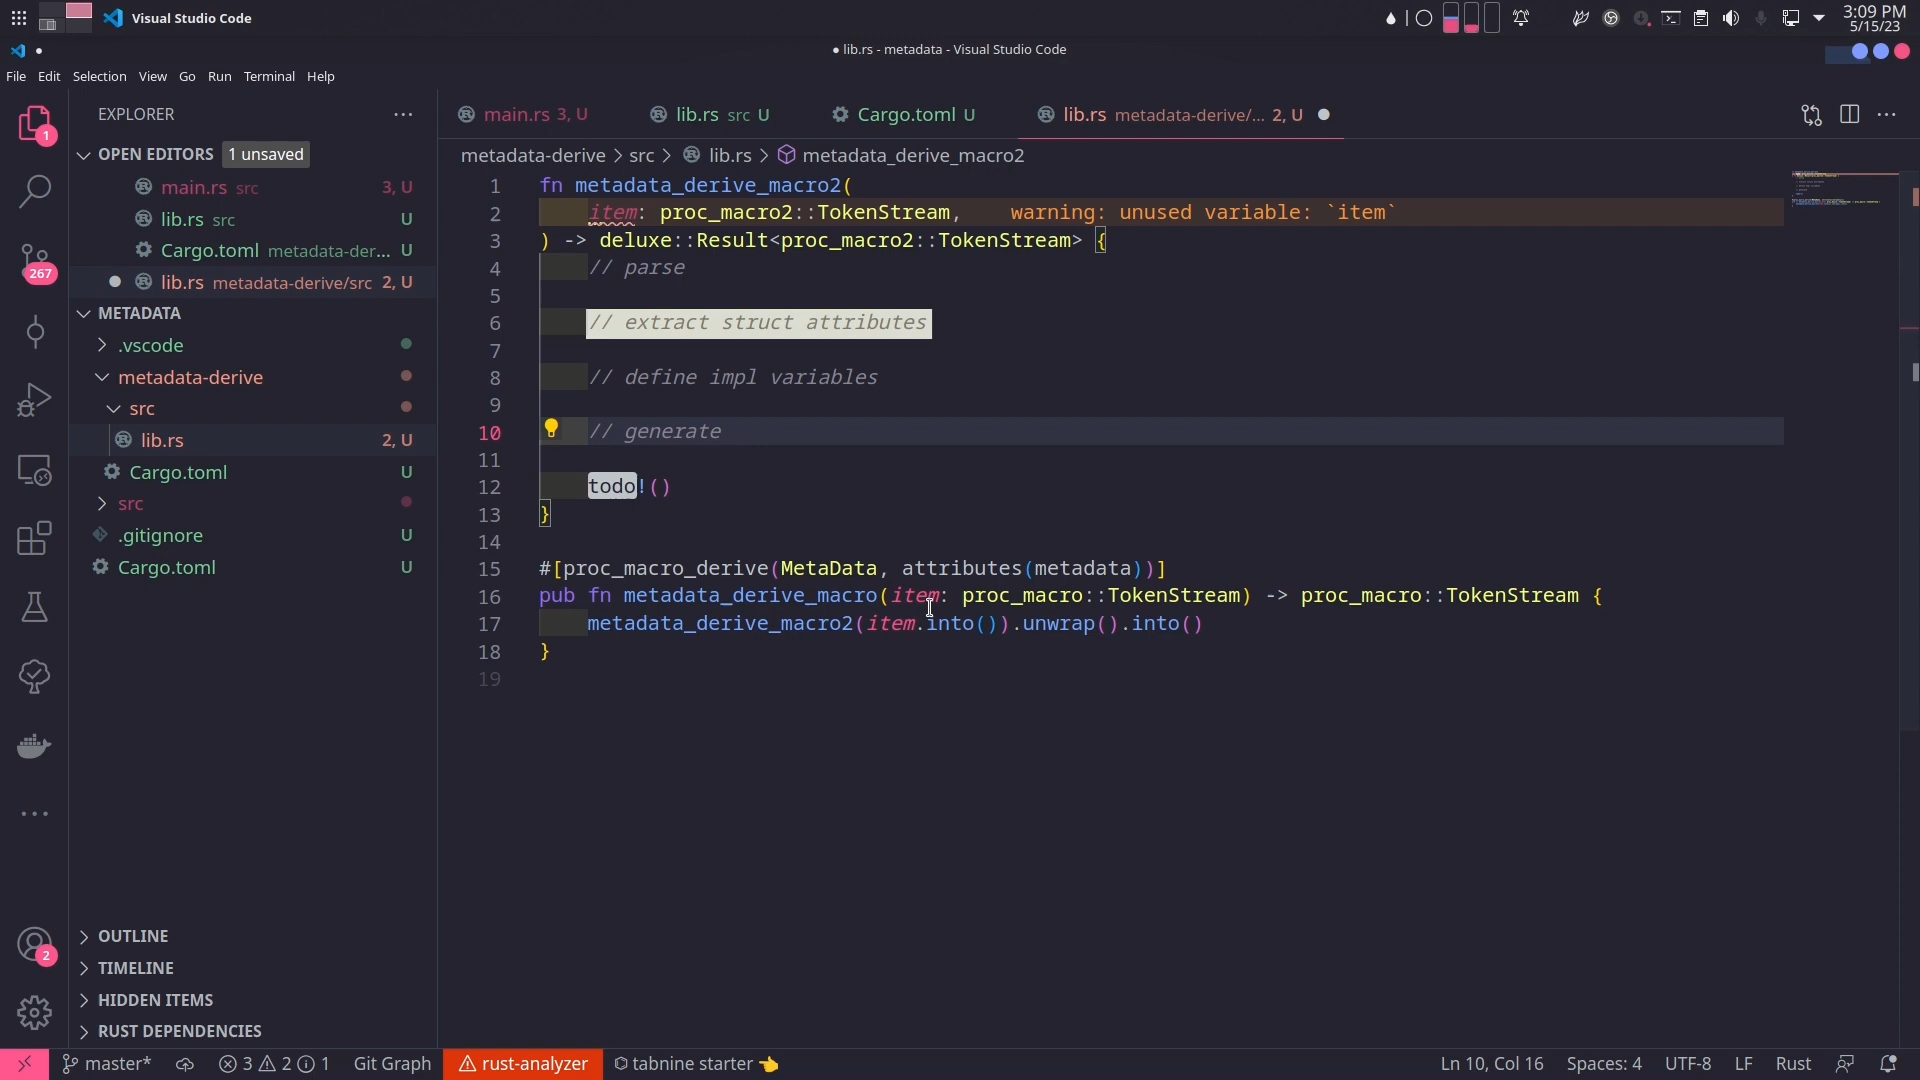 Visual Studio Code
3:09 PM
5/15/23
● lib.rs - metadata - Visual Studio Code
File Edit Selection View Go Run Terminal Help
EXPLORER
OPEN EDITORS 1 unsaved
main.rs src 3, U
lib.rs src U
Cargo.toml metadata-der... U
lib.rs metadata-derive/src 2, U
METADATA
.vscode
metadata-derive
src
lib.rs 2, U
Cargo.toml U
src
.gitignore U
Cargo.toml U
OUTLINE
TIMELINE
HIDDEN ITEMS
RUST DEPENDENCIES
1
267
2
main.rs 3, U lib.rs src U Cargo.toml U lib.rs metadata-derive/... 2, U
metadata-derive > src > lib.rs > metadata_derive_macro2
1 fn metadata_derive_macro2(
2 item: proc_macro2::TokenStream, warning: unused variable: `item`
3 ) -> deluxe::Result<proc_macro2::TokenStream> {
4 // parse
5
6 // extract struct attributes
7
8 // define impl variables
9
10 // generate
11
12 todo!()
13 }
14
15 #[proc_macro_derive(MetaData, attributes(metadata))]
16 pub fn metadata_derive_macro(item: proc_macro::TokenStream) -> proc_macro::TokenStream {
17 metadata_derive_macro2(item.into()).unwrap().into()
18 }
19
master* 3 2 1 Git Graph rust-analyzer tabnine starter 👈 Ln 10, Col 16 Spaces: 4 UTF-8 LF Rust